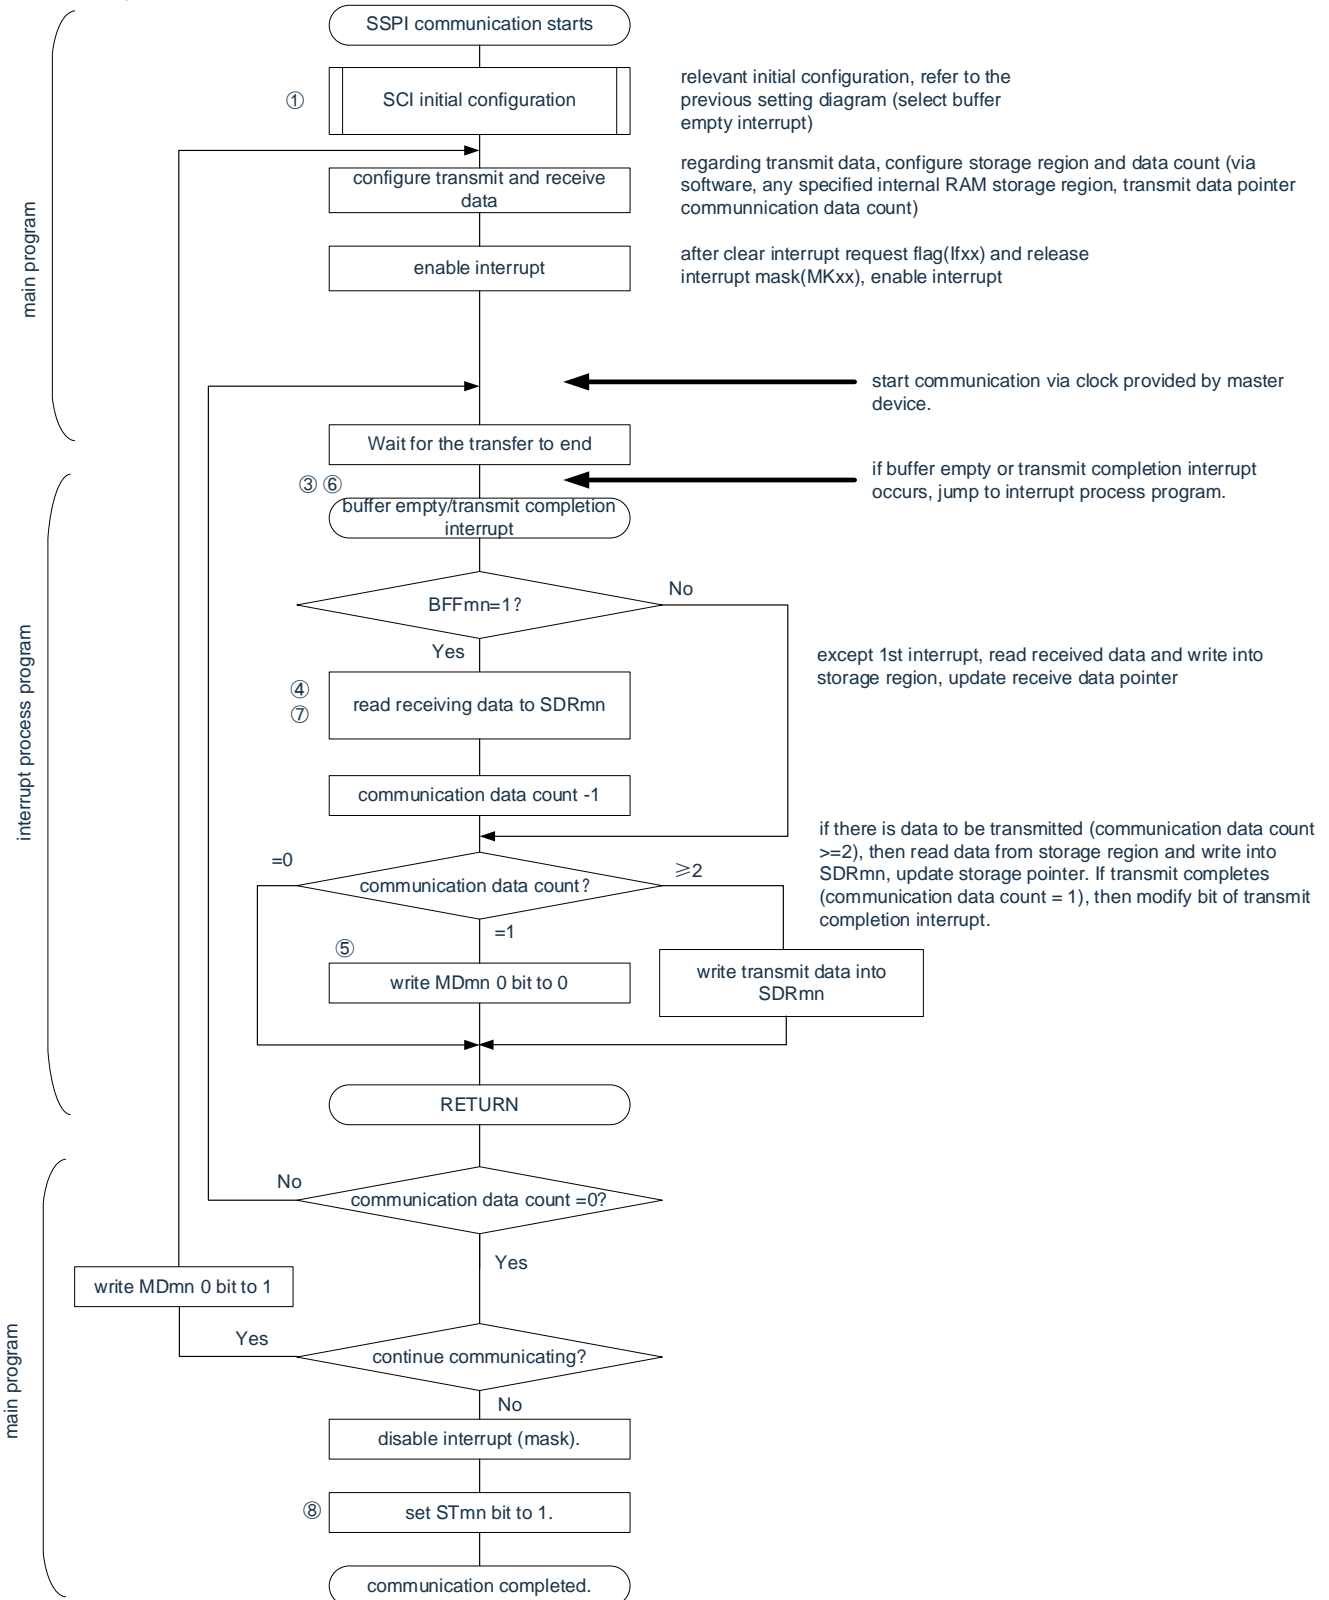 SSPI communication starts
①
SCI initial configuration
relevant initial configuration, refer to the
previous setting diagram (select buffer
empty interrupt)
configure transmit and receive
data
regarding transmit data, configure storage region and data count (via
software, any specified internal RAM storage region, transmit data pointer
communnication data count)
main program
enable interrupt
after clear interrupt request flag(Ifxx) and release
interrupt mask(MKxx), enable interrupt
start communication via clock provided by master
device.
Wait for the transfer to end
③ ⑥
if buffer empty or transmit completion interrupt
occurs, jump to interrupt process program.
buffer empty/transmit completion
interrupt
BFFmn=1?
No
Yes
except 1st interrupt, read received data and write into
storage region, update receive data pointer
④
⑦
read receiving data to SDRmn
interrupt process program
communication data count -1
if there is data to be transmitted (communication data count
>=2), then read data from storage region and write into
SDRmn, update storage pointer. If transmit completes
(communication data count = 1), then modify bit of transmit
completion interrupt.
=0
communication data count?
≥2
=1
⑤
write MDmn 0 bit to 0
write transmit data into
SDRmn
RETURN
No
communication data count =0?
Yes
write MDmn 0 bit to 1
Yes
continue communicating?
No
main program
disable interrupt (mask).
⑧
set STmn bit to 1.
communication completed.